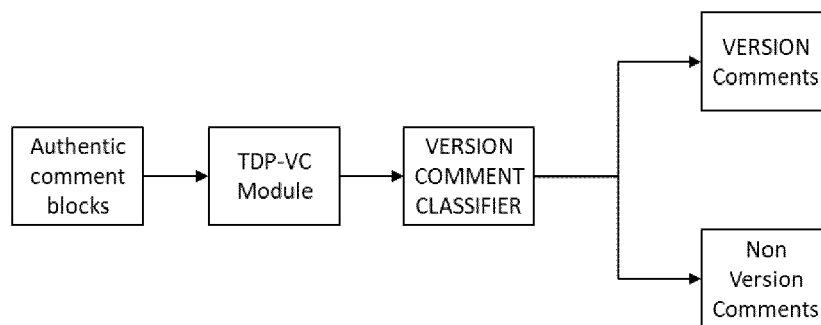 Authentic
comment
blocks
TDP-VC
Module
VERSION
COMMENT
CLASSIFIER
VERSION
Comments
Non
Version
Comments